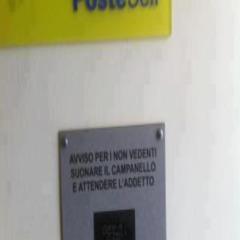 AVVISO PER I NON VEDENTI
SUONARE IL CAMPANELLO
E ATTENDERE L'ADDETTO